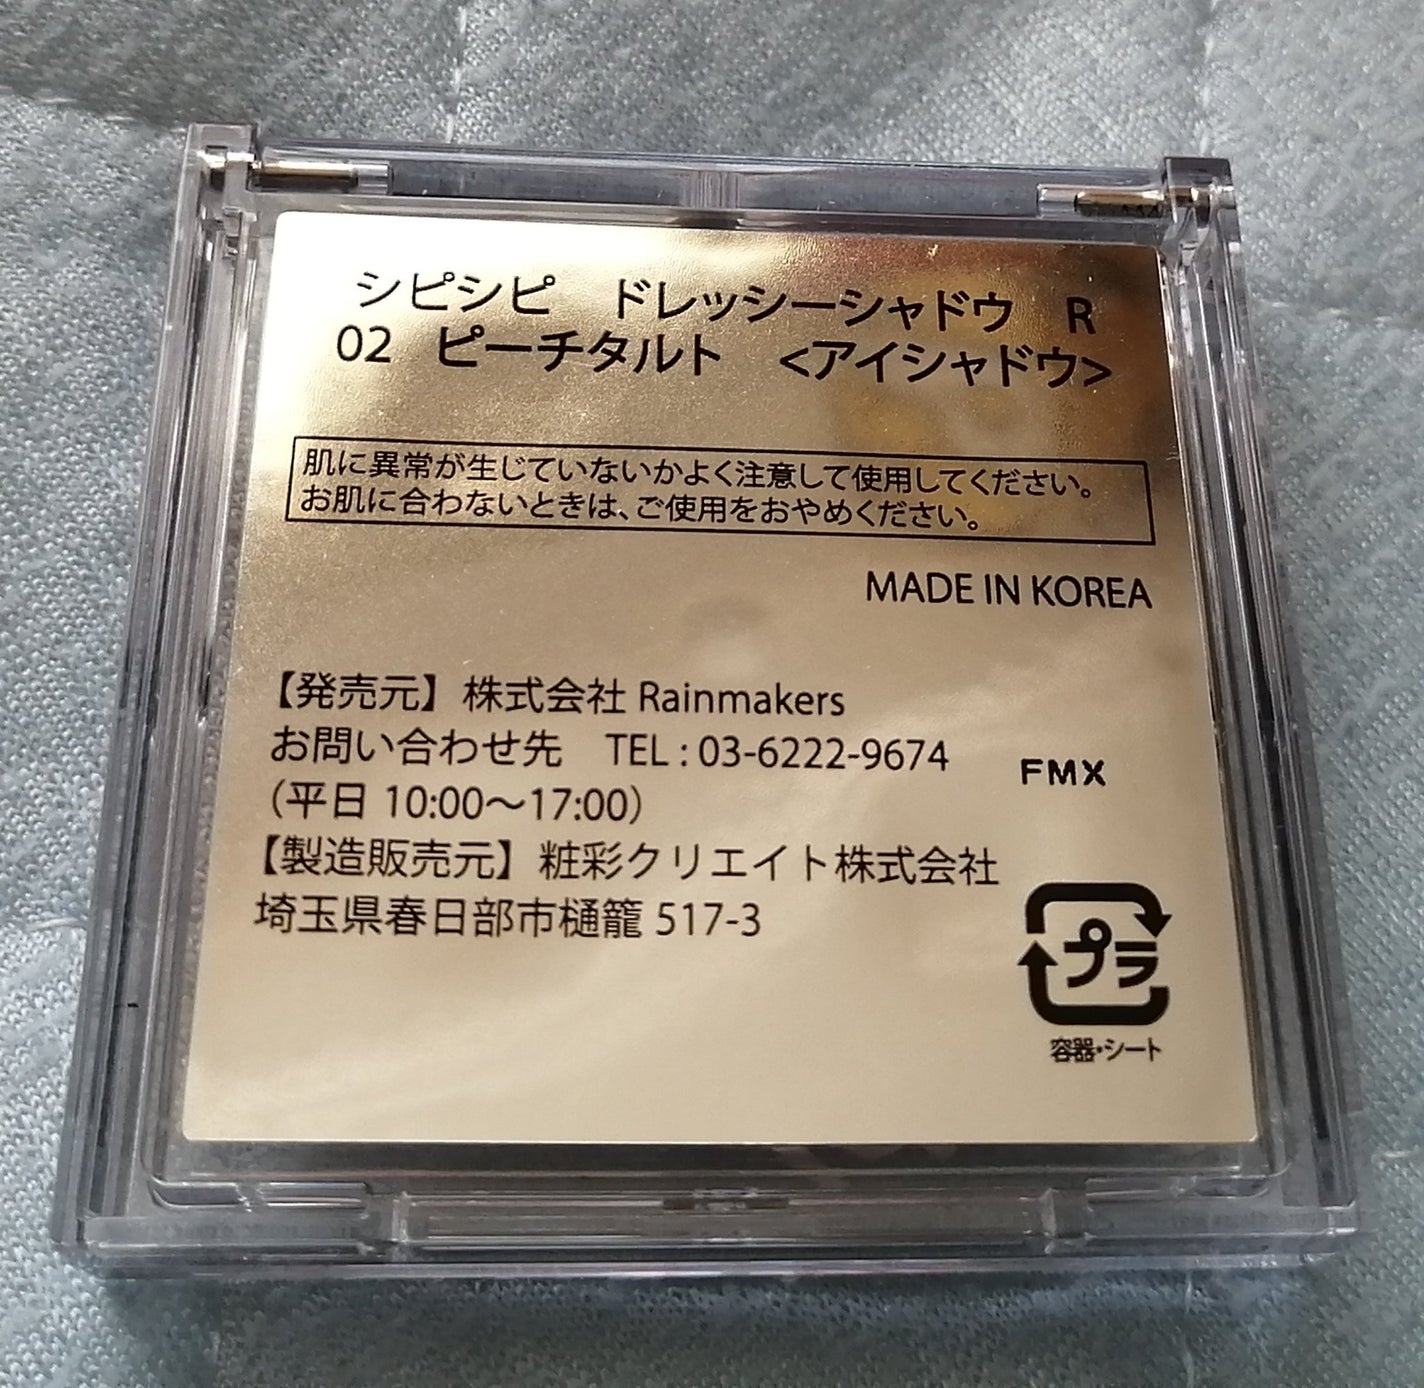 シピシピ　ドレッシーシャドウ　R
02　ピーチタルト　<アイシャドウ>
肌に異常が生じていないかよく注意して使用してください。
お肌に合わないときは、ご使用をおやめください。
MADE IN KOREA
【発売元】株式会社 Rainmakers
お問い合わせ先　TEL : 03-6222-9674
（平日 10:00〜17:00）
FMX
【製造販売元】粧彩クリエイト株式会社
埼玉県春日部市樋籠 517-3
プラ
容器・シート